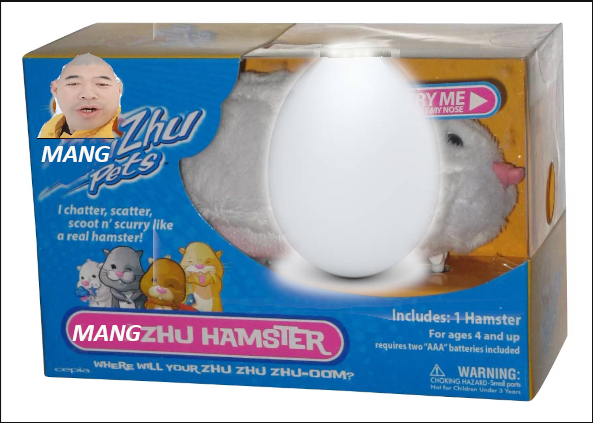 RY ME
MY NOSE
Zhu
MANG
Pets
I chatter, scatter,
scoot n' scurry like
a real hamster!
Includes: 1 Hamster
MANGZHU HAMSTER
For ages 4 and up
requires two "AAA" batteries included
WHERE WILL YOUR ZHU ZHU ZHU-OOM?
cepia
WARNING:
CHOKING HAZARD-Small parts
Not for Children Under 3 Years